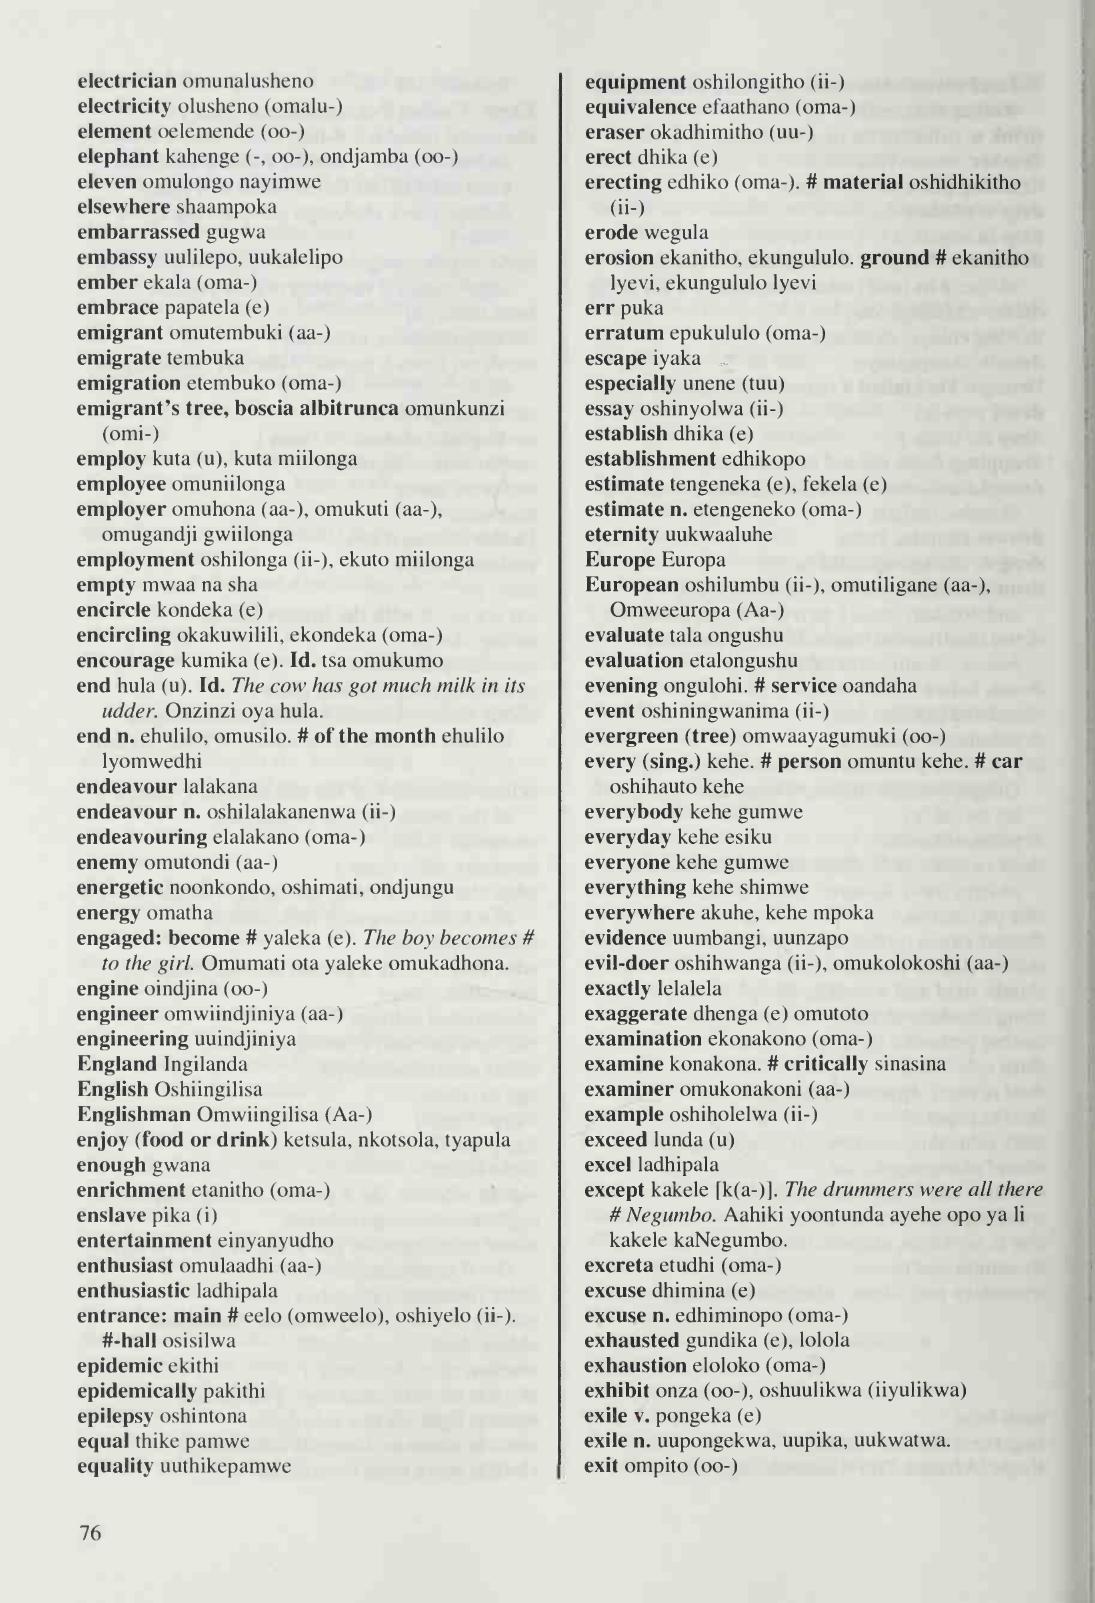 electrician omunalusheno
electricity olusheno (omalu-)
element oelemende (oo-)
elephant kahenge (-, oo-), ondjamba (oo-)
eleven omulongo nayimwe
elsewhere shaampoka
embarrassed gugwa
embassy uulilepo, uukalelipo
ember ekala (oma-)
embrace papatela (e)
emigrant omutembuki (aa-)
emigrate tembuka
emigration etembuko (oma-)
emigrant's tree, boscia albitrunca omunkunzi
(omi-)
employ kuta (u), kuta miilonga
employee omuniilonga
employer omuhona (aa-), omukuti (aa-),
omugandji gwiilonga
employment oshilonga (ii-), ekuto miilonga
empty mwaa na sha
encircle kondeka (e)
encircling okakuwilili, ekondeka (oma-)
encourage kumika (e). Id. tsa omukumo
end hula (u). Id. The cow has got much milk in its
udder. Onzinzi oya hula.
end n. ehulilo, omusilo. # of the month ehulilo
lyomwedhi
endeavour lalakana
endeavour n. oshilalakanenwa (ii-)
endeavouring elalakano (oma-)
enemy omutondi (aa-)
energetic noonkondo, oshimati, ondjungu
energy omatha
engaged: become # yaleka (e). The boy becomes #
to the girl. Omumati ota yaleke omukadhona.
engine oindjina (oo-)
engineer omwiindjiniya (aa-)
engineering uuindjiniya
England Ingilanda
English Oshiingilisa
Englishman Omwiingilisa (Aa-)
enjoy (food or drink) ketsula, nkotsola, tyapula
enough gwana
enrichment etanitho (oma-)
enslave pika (i)
entertainment einyanyudho
enthusiast omulaadhi (aa-)
enthusiastic ladhipala
entrance: main # eelo (omweelo), oshiyelo (ii-).
#-hall osisilwa
epidemic ekithi
epidemically pakithi
epilepsy oshintona
equal thike pamwe
equality uuthikepamwe
equipment oshilongitho (ii-)
equivalence efaathano (oma-)
eraser okadhimitho (uu-)
erect dhika (e)
erecting edhiko (oma-). # material oshidhikitho
(ii-)
erode wegula
erosion ekanitho, ekungululo. ground # ekanitho
lyevi, ekungululo lyevi
err puka
erratum epukululo (oma-)
escape iyaka
especially unene (tuu)
essay oshinyolwa (ii-)
establish dhika (e)
establishment edhikopo
estimate tengeneka (e), fekela (e)
estimate n. etengeneko (oma-)
eternity uukwaaluhe
Europe Europa
European oshilumbu (ii-), omutiligane (aa-),
Omweeuropa (Aa-)
evaluate tala ongushu
evaluation etalongushu
evening ongulohi. # service oandaha
event oshiningwanima (ii-)
evergreen (tree) omwaayagumuki (oo-)
every (sing.) kehe. # person omuntu kehe. # car
oshihauto kehe
everybody kehe gumwe
everyday kehe esiku
everyone kehe gumwe
everything kehe shimwe
everywhere akuhe, kehe mpoka
evidence uumbangi, uunzapo
evil-doer oshihwanga (ii-), omukolokoshi (aa-)
exactly lelalela
exaggerate dhenga (e) omutoto
examination ekonakono (oma-)
examine konakona. # critically sinasina
examiner omukonakoni (aa-)
example oshiholelwa (ii-)
exceed lunda (u)
excel ladhipala
except kakele [k(a-)]. The drummers were all there
# Negumbo. Aahiki yoontunda ayehe opo ya li
kakele kaNegumbo.
excreta etudhi (oma-)
excuse dhimina (e)
excuse n. edhiminopo (oma-)
exhausted gundika (e), lolola
exhaustion eloloko (oma-)
exhibit onza (oo-), oshuulikwa (iiyulikwa)
exile v. pongeka (e)
exile n. uupongekwa, uupika, uukwatwa.
exit ompito (oo-)
76